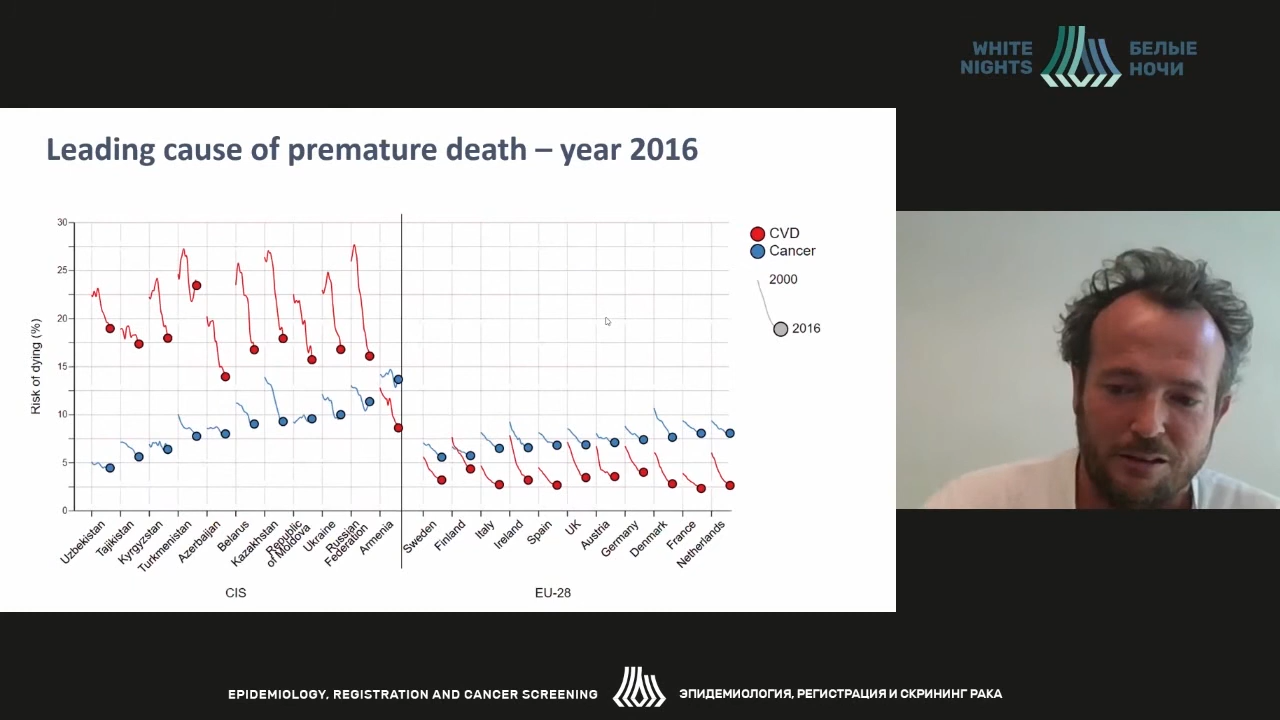 WHITE
NIGHTS
БЕЛЫЕ
НОЧИ
Leading cause of premature death – year 2016
30
25
20
15
10
5
0
Risk of dying (%)
CVD
Cancer
2000
2016
Uzbekistan
Tajikistan
Kyrgyzstan
Turkmenistan
Azerbaijan
Belarus
Kazakhstan
Republic
of Moldova
Ukraine
Russian
Federation
Armenia
Sweden
Finland
Italy
Ireland
Spain
UK
Austria
Germany
Denmark
France
Netherlands
CIS
EU-28
EPIDEMIOLOGY, REGISTRATION AND CANCER SCREENING
ЭПИДЕМИОЛОГИЯ, РЕГИСТРАЦИЯ И СКРИНИНГ РАКА